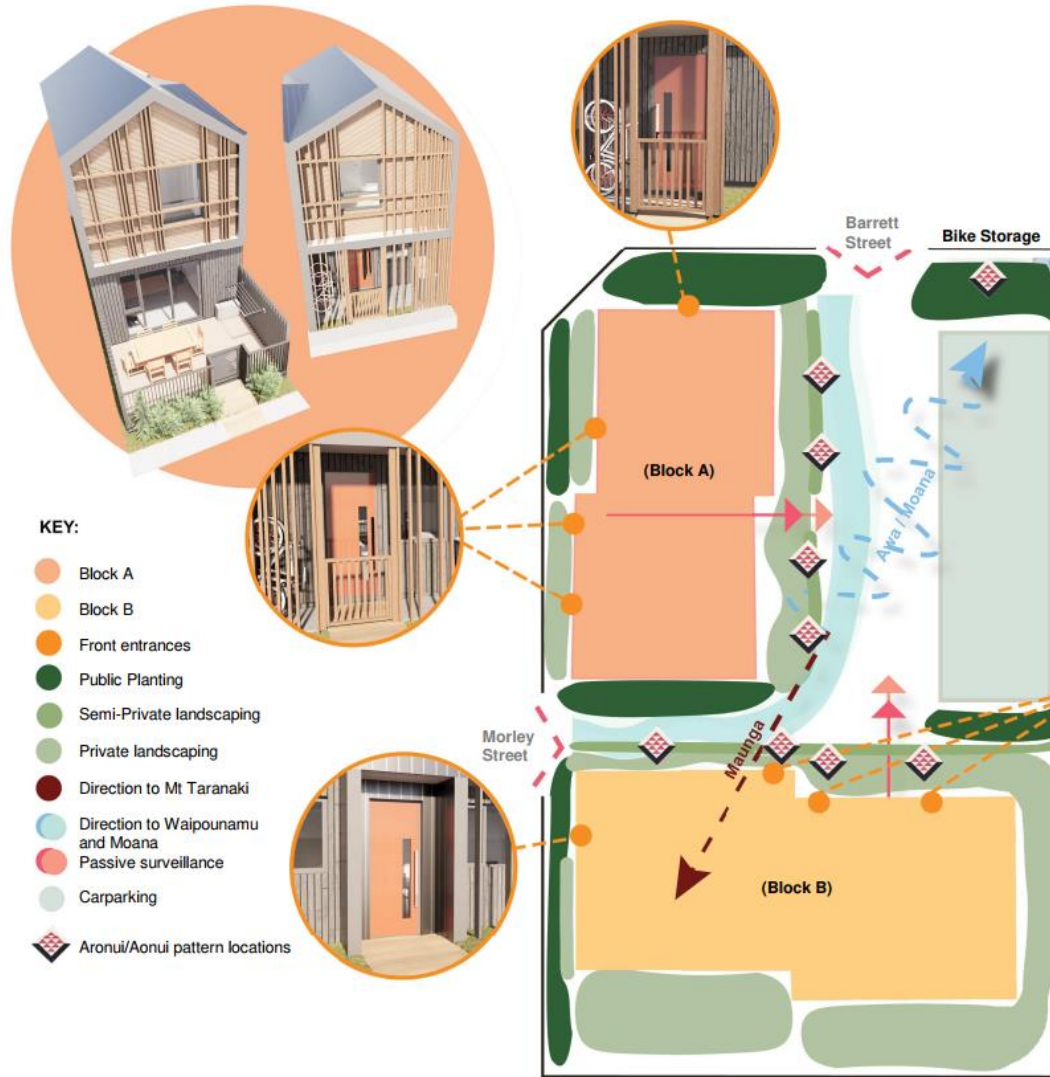 Barrett
Street
Bike Storage
(Block A)
Awa / Moana
KEY:
Block A
Block B
Front entrances
Public Planting
Semi-Private landscaping
Private landscaping
Direction to Mt Taranaki
Direction to Waipounamu
and Moana
Passive surveillance
Carparking
Aronui/Aonui pattern locations
Morley
Street
Maunga
(Block B)